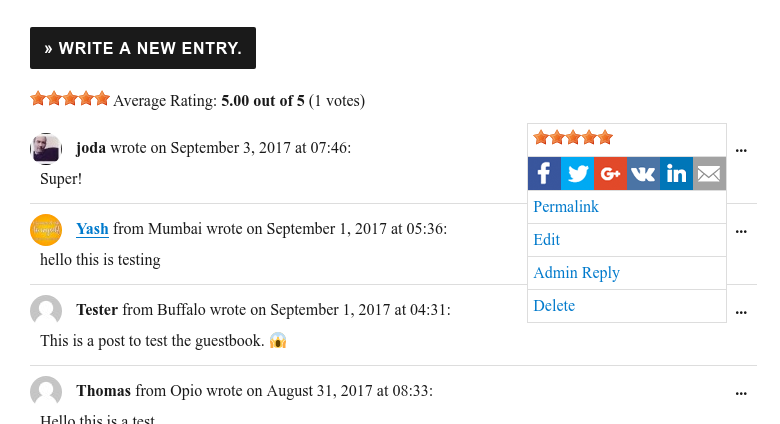 » WRITE A NEW ENTRY.
Average Rating: 5.00 out of 5 (1 votes)
joda wrote on September 3, 2017 at 07:46:
...
Super!
Permalink
Edit
Admin Reply
Delete
Yash from Mumbai wrote on September 1, 2017 at 05:36:
...
hello this is testing
Tester from Buffalo wrote on September 1, 2017 at 04:31:
...
This is a post to test the guestbook. 😱
Thomas from Opio wrote on August 31, 2017 at 08:33:
...
Hello this is a test